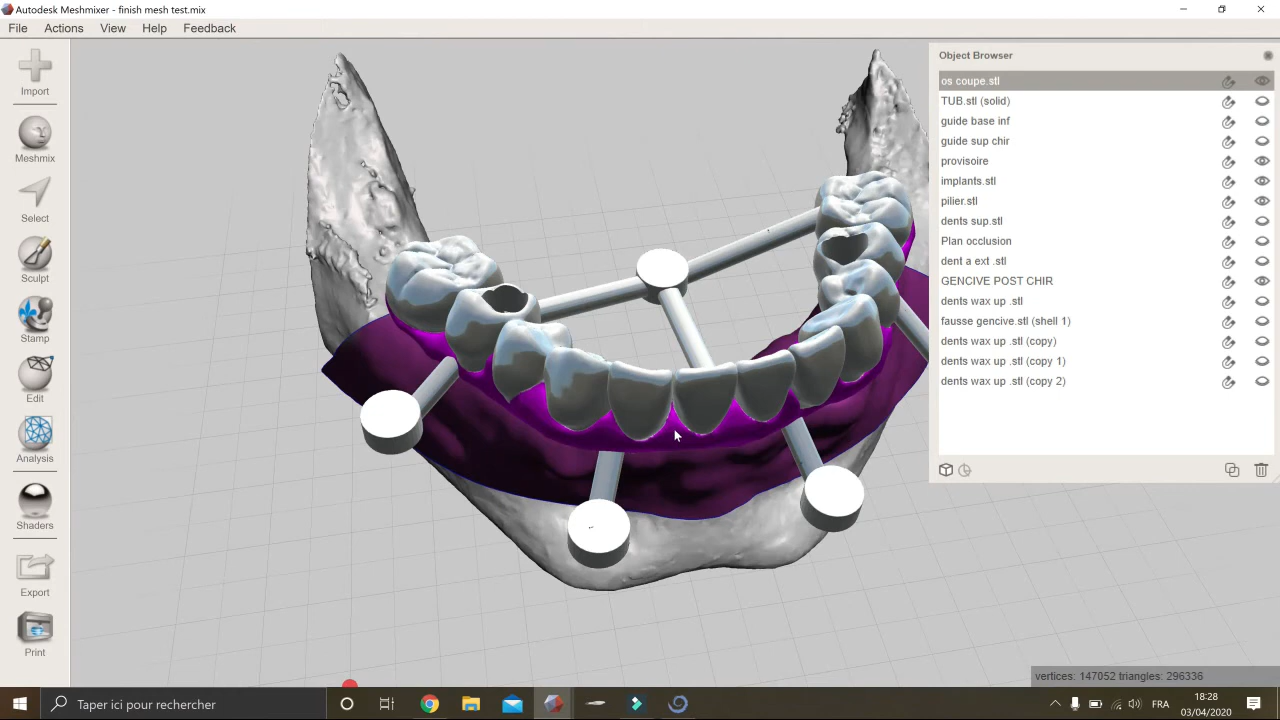 Autodesk Meshmixer - finish mesh test.mix
File Actions View Help Feedback
Import
Meshmix
Select
Sculpt
Stamp
Edit
Analysis
Shaders
Export
Print
Object Browser
os coupe.stl
TUB.stl (solid)
guide base inf
guide sup chir
provisoire
implants.stl
pilier.stl
dents sup.stl
Plan occlusion
dent a ext .stl
GENCIVE POST CHIR
dents wax up .stl
fausse gencive.stl (shell 1)
dents wax up .stl (copy)
dents wax up .stl (copy 1)
dents wax up .stl (copy 2)
vertices: 147052 triangles: 296336
Taper ici pour rechercher
FRA
18:28
03/04/2020